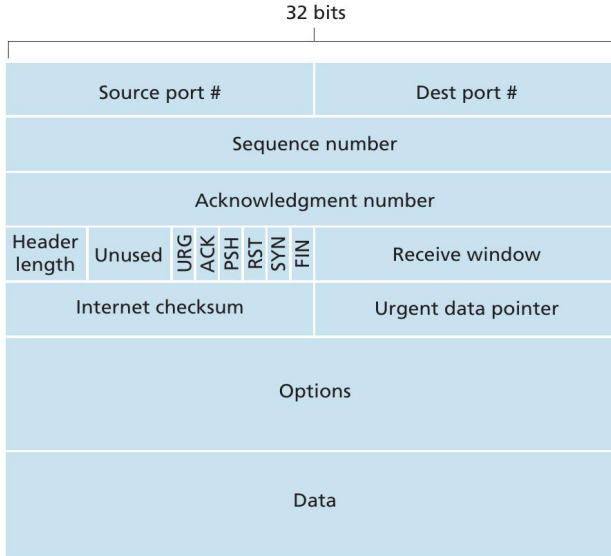 32 bits
Source port #
Dest port #
Sequence number
Acknowledgment number
Header
length
Unused
URG
ACK
PSH
RST
SYN
FIN
Receive window
Internet checksum
Urgent data pointer
Options
Data